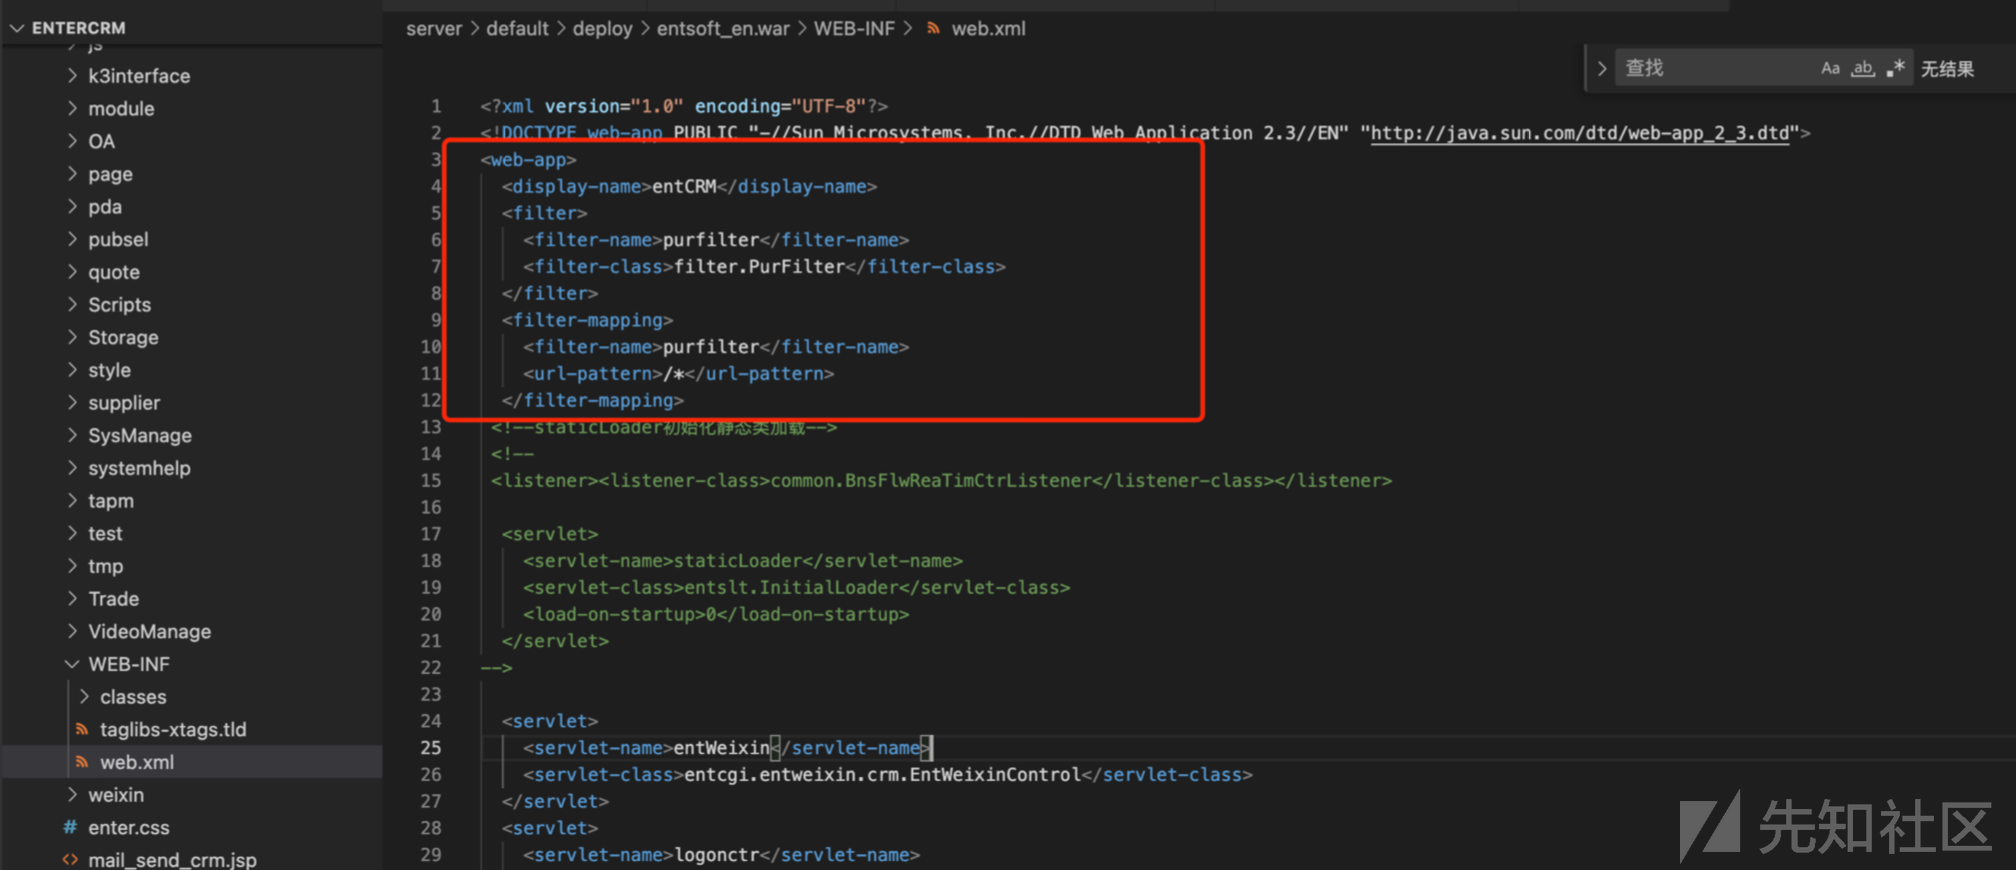 ENTERCRM
js
k3interface
module
OA
page
pda
pubsel
quote
Scripts
Storage
style
supplier
SysManage
systemhelp
tapm
test
tmp
Trade
VideoManage
WEB-INF
classes
taglibs-xtags.tld
web.xml
weixin
# enter.css
<> mail_send_crm.jsp
server > default > deploy > entsoft_en.war > WEB-INF > web.xml
查找 Aa ab .* 无结果
1 <?xml version="1.0" encoding="UTF-8"?>
2 <!DOCTYPE web-app PUBLIC "-//Sun Microsystems, Inc.//DTD Web Application 2.3//EN" "http://java.sun.com/dtd/web-app_2_3.dtd">
3 <web-app>
4 <display-name>entCRM</display-name>
5 <filter>
6 <filter-name>purfilter</filter-name>
7 <filter-class>filter.PurFilter</filter-class>
8 </filter>
9 <filter-mapping>
10 <filter-name>purfilter</filter-name>
11 <url-pattern>/*</url-pattern>
12 </filter-mapping>
13 <!--staticLoader初始化静态类加载-->
14 <!--
15 <listener><listener-class>common.BnsFlwReaTimCtrListener</listener-class></listener>
16
17 <servlet>
18 <servlet-name>staticLoader</servlet-name>
19 <servlet-class>entslt.InitialLoader</servlet-class>
20 <load-on-startup>0</load-on-startup>
21 </servlet>
22 -->
23
24 <servlet>
25 <servlet-name>entWeixin</servlet-name>
26 <servlet-class>entcgi.entweixin.crm.EntWeixinControl</servlet-class>
27 </servlet>
28 <servlet>
29 <servlet-name>logonctr</servlet-name>
先知社区